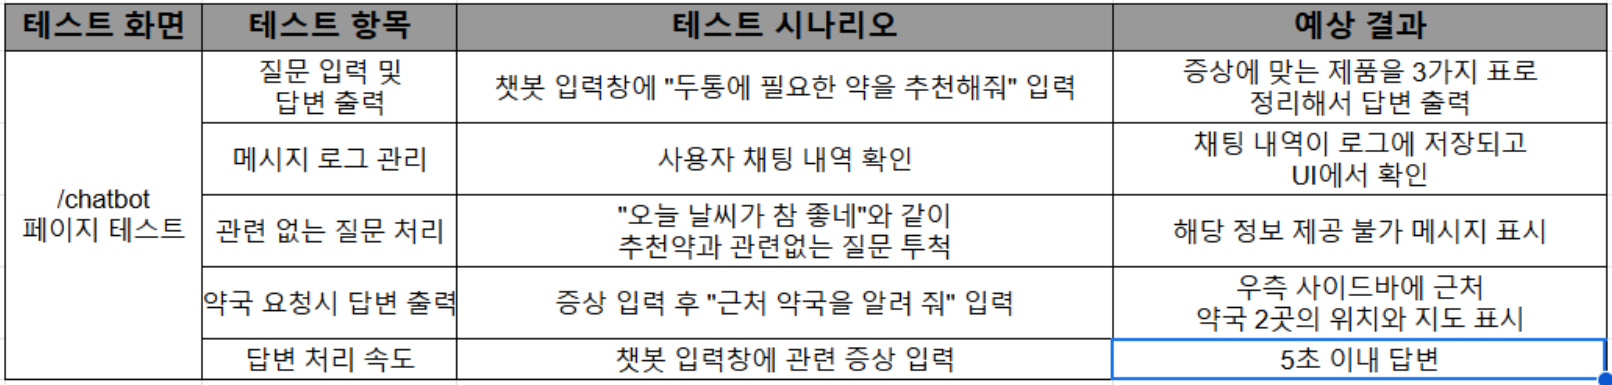 테스트 화면
테스트 항목
테스트 시나리오
예상 결과
/chatbot
페이지 테스트
질문 입력 및
답변 출력
챗봇 입력창에 "두통에 필요한 약을 추천해줘" 입력
증상에 맞는 제품을 3가지 표로
정리해서 답변 출력
메시지 로그 관리
사용자 채팅 내역 확인
채팅 내역이 로그에 저장되고
UI에서 확인
관련 없는 질문 처리
"오늘 날씨가 참 좋네"와 같이
추천약과 관련없는 질문 투척
해당 정보 제공 불가 메시지 표시
약국 요청시 답변 출력
증상 입력 후 "근처 약국을 알려 줘" 입력
우측 사이드바에 근처
약국 2곳의 위치와 지도 표시
답변 처리 속도
챗봇 입력창에 관련 증상 입력
5초 이내 답변